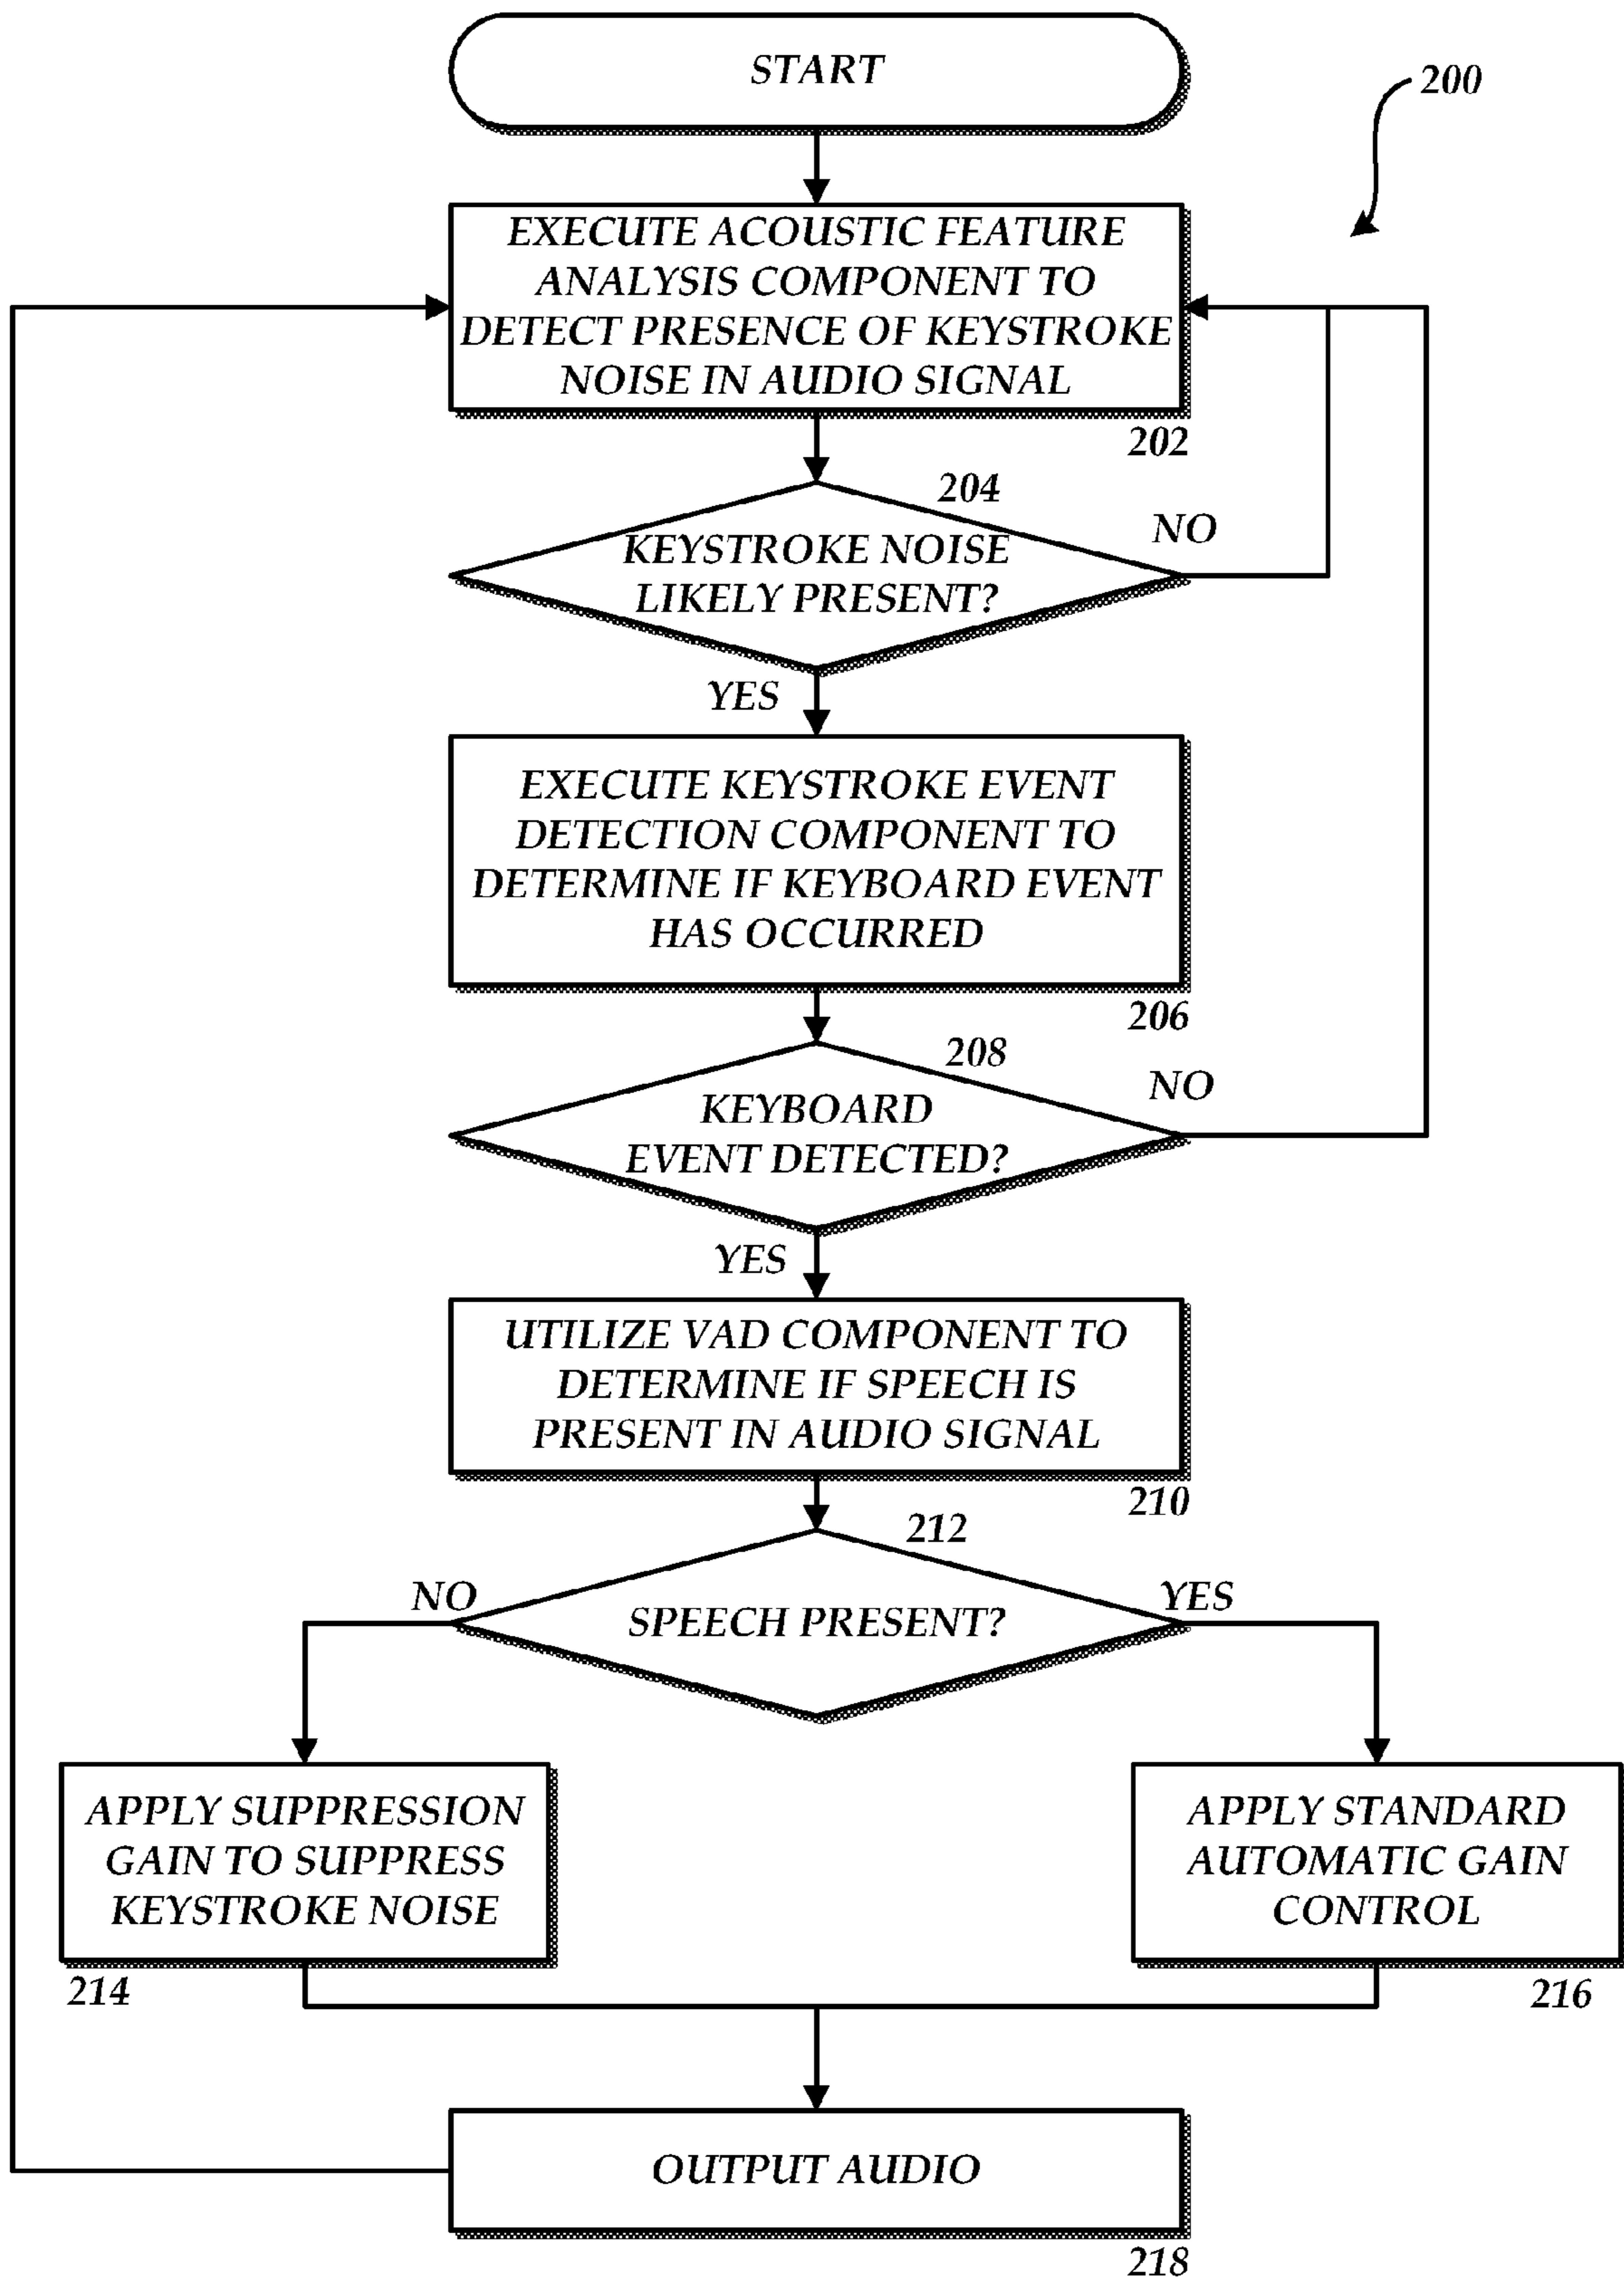 START
200
EXECUTE ACOUSTIC FEATURE
ANALYSIS COMPONENT TO
DETECT PRESENCE OF KEYSTROKE
NOISE IN AUDIO SIGNAL
202
204
NO
KEYSTROKE NOISE
LIKELY PRESENT?
YES
EXECUTE KEYSTROKE EVENT
DETECTION COMPONENT TO
DETERMINE IF KEYBOARD EVENT
HAS OCCURRED
206
208
NO
KEYBOARD
EVENT DETECTED?
YES
UTILIZE VAD COMPONENT TO
DETERMINE IF SPEECH IS
PRESENT IN AUDIO SIGNAL
210
212
NO
YES
SPEECH PRESENT?
APPLY SUPPRESSION
GAIN TO SUPPRESS
KEYSTROKE NOISE
214
APPLY STANDARD
AUTOMATIC GAIN
CONTROL
216
OUTPUT AUDIO
218